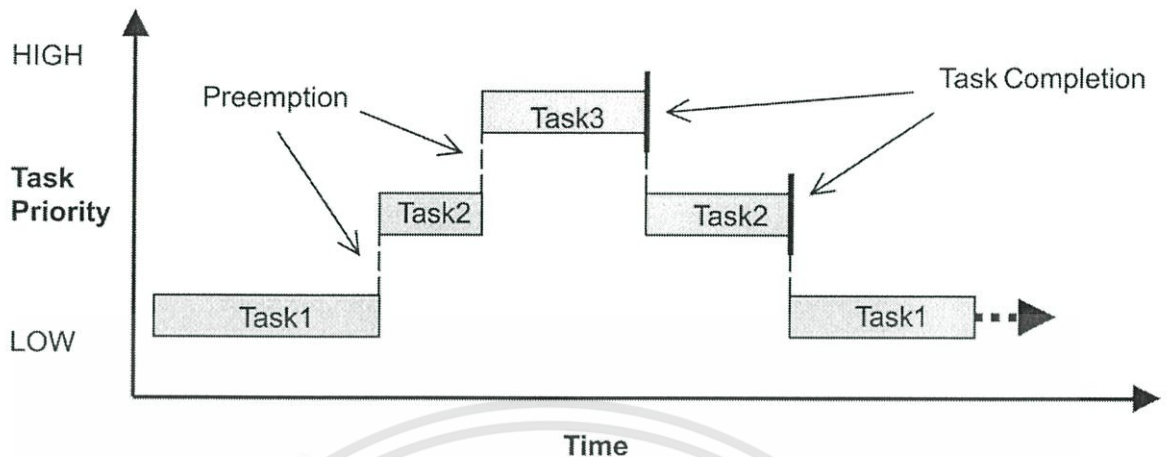 HIGH
Preemption
Task Completion
Task3
Task
Priority
Task2
Task2
Task1
Task1
LOW
Time